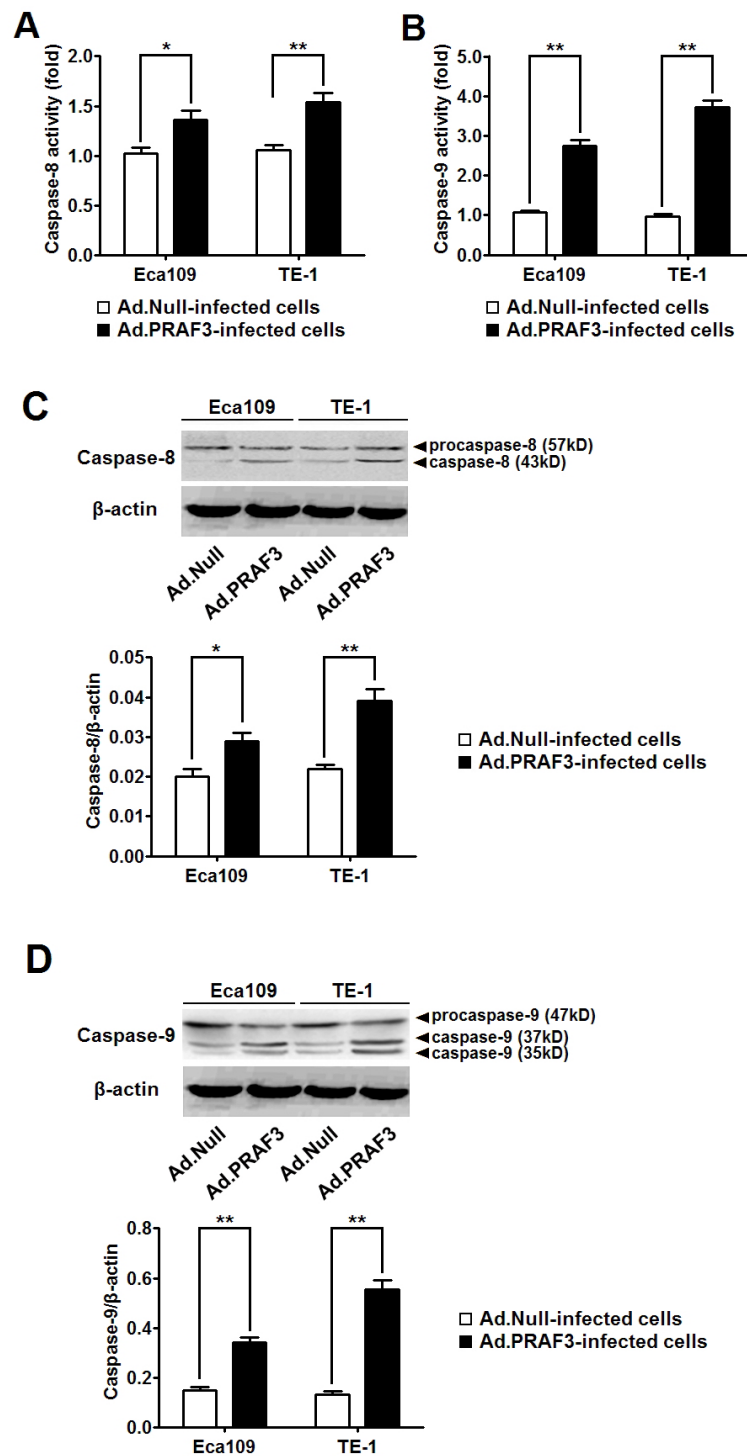 A
B
Caspase-8 activity (fold)
2.0
1.5
1.0
0.5
0.0
*
**
Eca109 TE-1
Ad.Null-infected cells
Ad.PRAF3-infected cells
Caspase-9 activity (fold)
5.0
4.0
3.0
2.0
1.0
0.0
**
**
Eca109 TE-1
Ad.Null-infected cells
Ad.PRAF3-infected cells
C
Eca109 TE-1
Caspase-8
procaspase-8 (57kD)
caspase-8 (43kD)
β-actin
Ad.Null Ad.PRAF3 Ad.Null Ad.PRAF3
Caspase-8/β-actin
0.05
0.04
0.03
0.02
0.01
0.00
*
**
Eca109 TE-1
Ad.Null-infected cells
Ad.PRAF3-infected cells
D
Eca109 TE-1
Caspase-9
procaspase-9 (47kD)
caspase-9 (37kD)
caspase-9 (35kD)
β-actin
Ad.Null Ad.PRAF3 Ad.Null Ad.PRAF3
Caspase-9/β-actin
0.8
0.6
0.4
0.2
0.0
**
**
Eca109 TE-1
Ad.Null-infected cells
Ad.PRAF3-infected cells